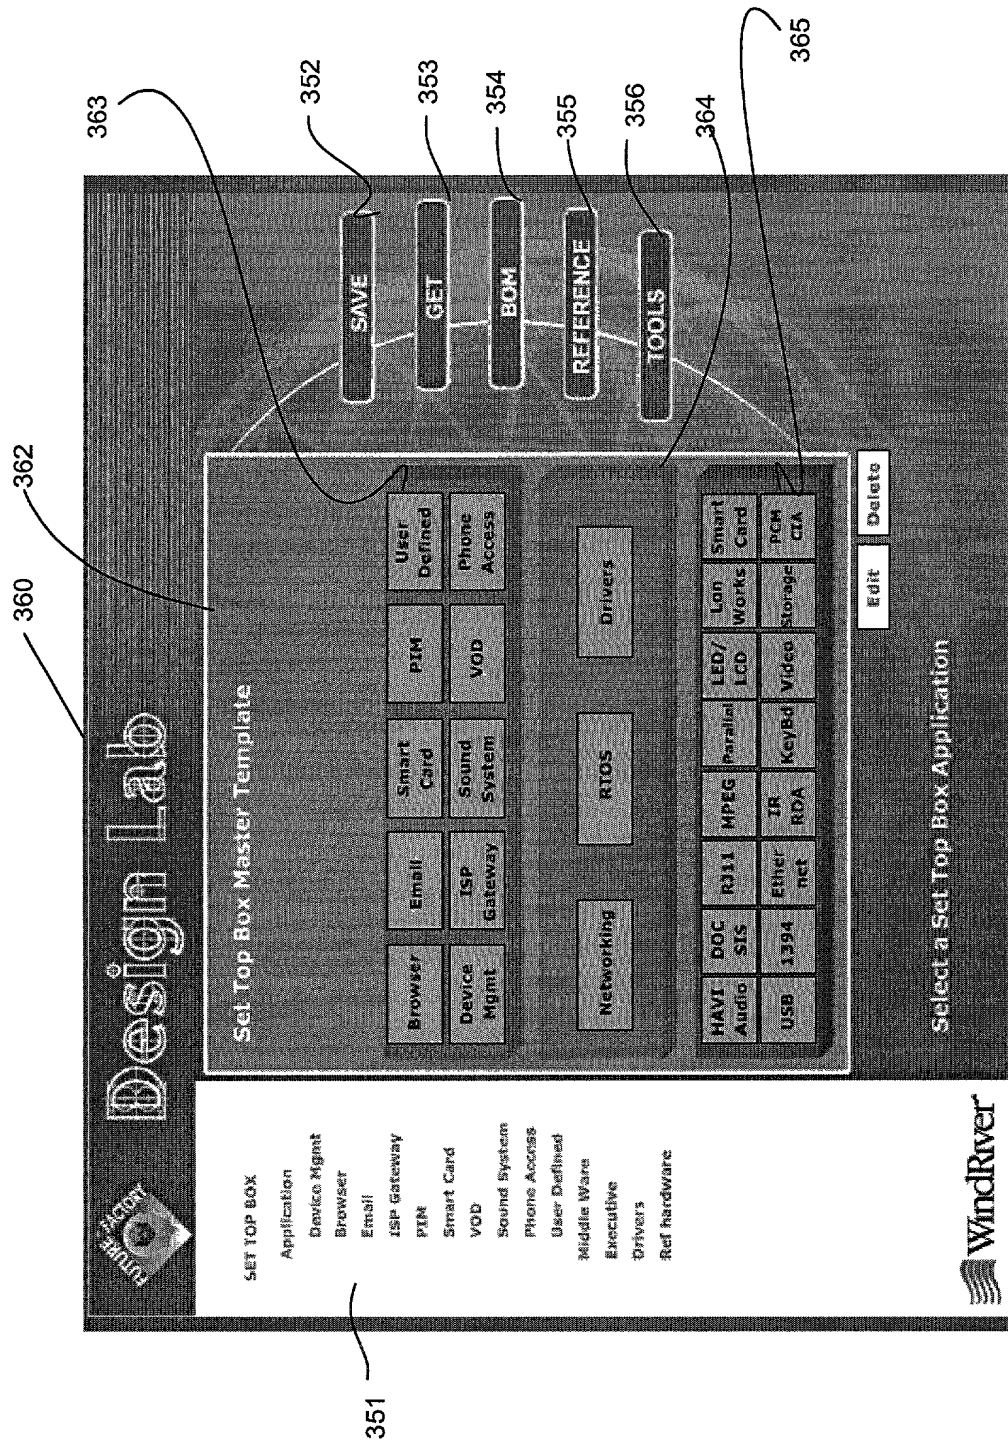 360
362
363
352
353
354
355
356
364
365
351
FUTURE FACTORY
Design Lab
SET TOP BOX
Application
Device Mgmt
Browser
Email
ISP Gateway
PIM
Smart Card
VOD
Sound System
Phone Access
User Defined
Middle Ware
Executive
Drivers
Ref hardware
WindRiver
Set Top Box Master Template
Browser
Email
Smart
Card
PIM
User
Defined
Device
Mgmt
ISP
Gateway
Sound
System
VOD
Phone
Access
Networking
RTOS
Drivers
HAVI
Audio
DOC
SIS
RJ11
MPEG
Parallal
LED/
LCD
Lon
Works
Smart
Card
USB
1394
Ether
net
IR
RDA
KeyBd
Video
Storage
PCM
CIA
Edit
Delete
Select a Set Top Box Application
SAVE
GET
BOM
REFERENCE
TOOLS